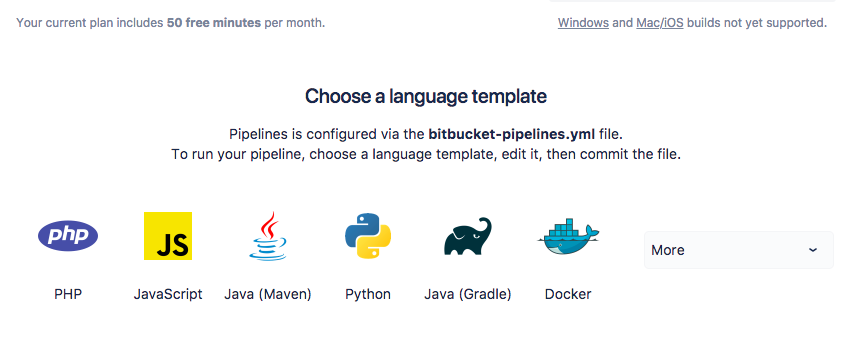 Your current plan includes 50 free minutes per month.
Windows and Mac/iOS builds not yet supported.
Choose a language template
Pipelines is configured via the bitbucket-pipelines.yml file.
To run your pipeline, choose a language template, edit it, then commit the file.
php
JS
More
PHP
JavaScript
Java (Maven)
Python
Java (Gradle)
Docker